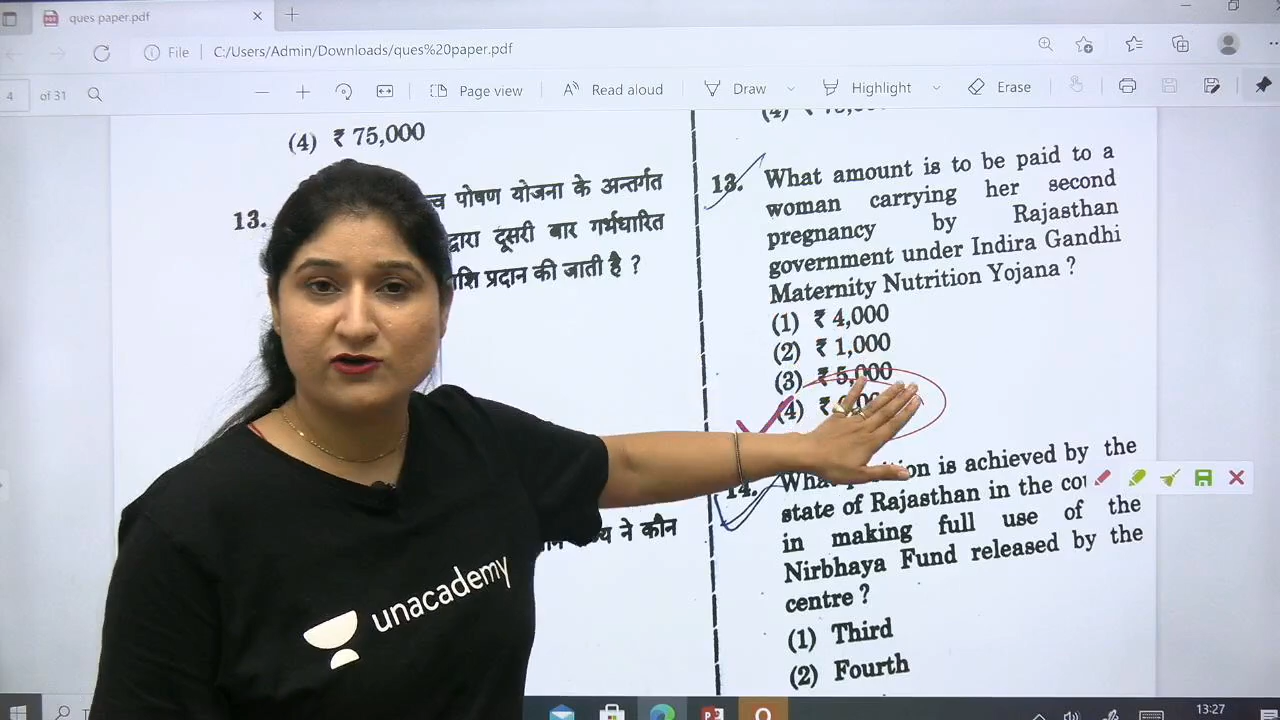 ques paper.pdf
File C:/Users/Admin/Downloads/ques%20paper.pdf
4 of 31 Page view Read aloud Draw Highlight Erase
(4) ₹ 75,000
13.
पोषण योजना के अन्तर्गत
द्वारा दूसरी बार गर्भधारित
प्रदान की जाती है ?
ने कौन
13. What amount is to be paid to a
woman carrying her second
pregnancy by Rajasthan
government under Indira Gandhi
Maternity Nutrition Yojana ?
(1) ₹ 4,000
(2) ₹ 1,000
(3) ₹ 5,000
(4) ₹
14. is achieved by the
state of Rajasthan in the
in making full use of the
Nirbhaya Fund released by the
centre ?
(1) Third
(2) Fourth
unacademy
13:27